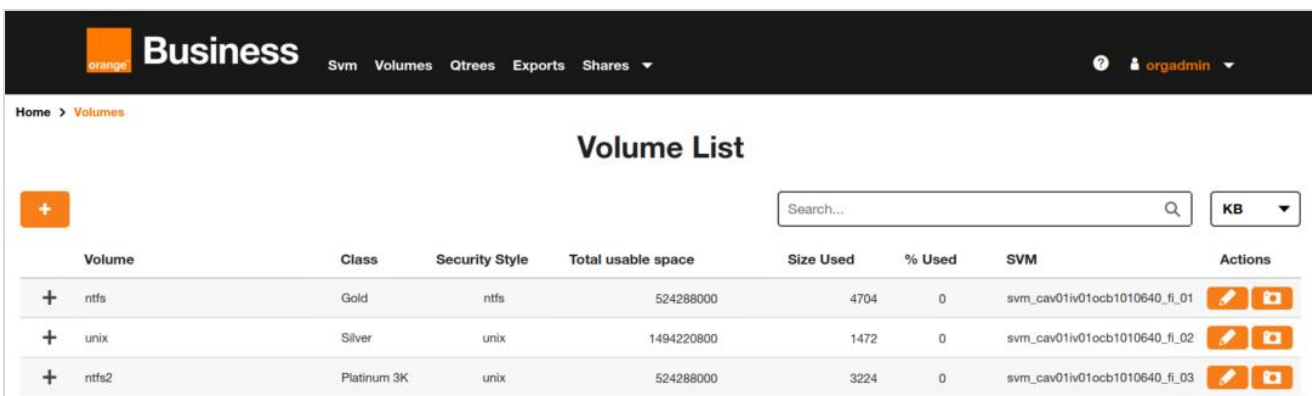 orange Business Svm Volumes Qtrees Exports Shares ? orgadmin
Home > Volumes
Volume List
+ Search... KB
Volume Class Security Style Total usable space Size Used % Used SVM Actions
+ ntfs Gold ntfs 524288000 4704 0 svm_cav01iv01ocb1010640_fi_01
+ unix Silver unix 1494220800 1472 0 svm_cav01iv01ocb1010640_fi_02
+ ntfs2 Platinum 3K unix 524288000 3224 0 svm_cav01iv01ocb1010640_fi_03